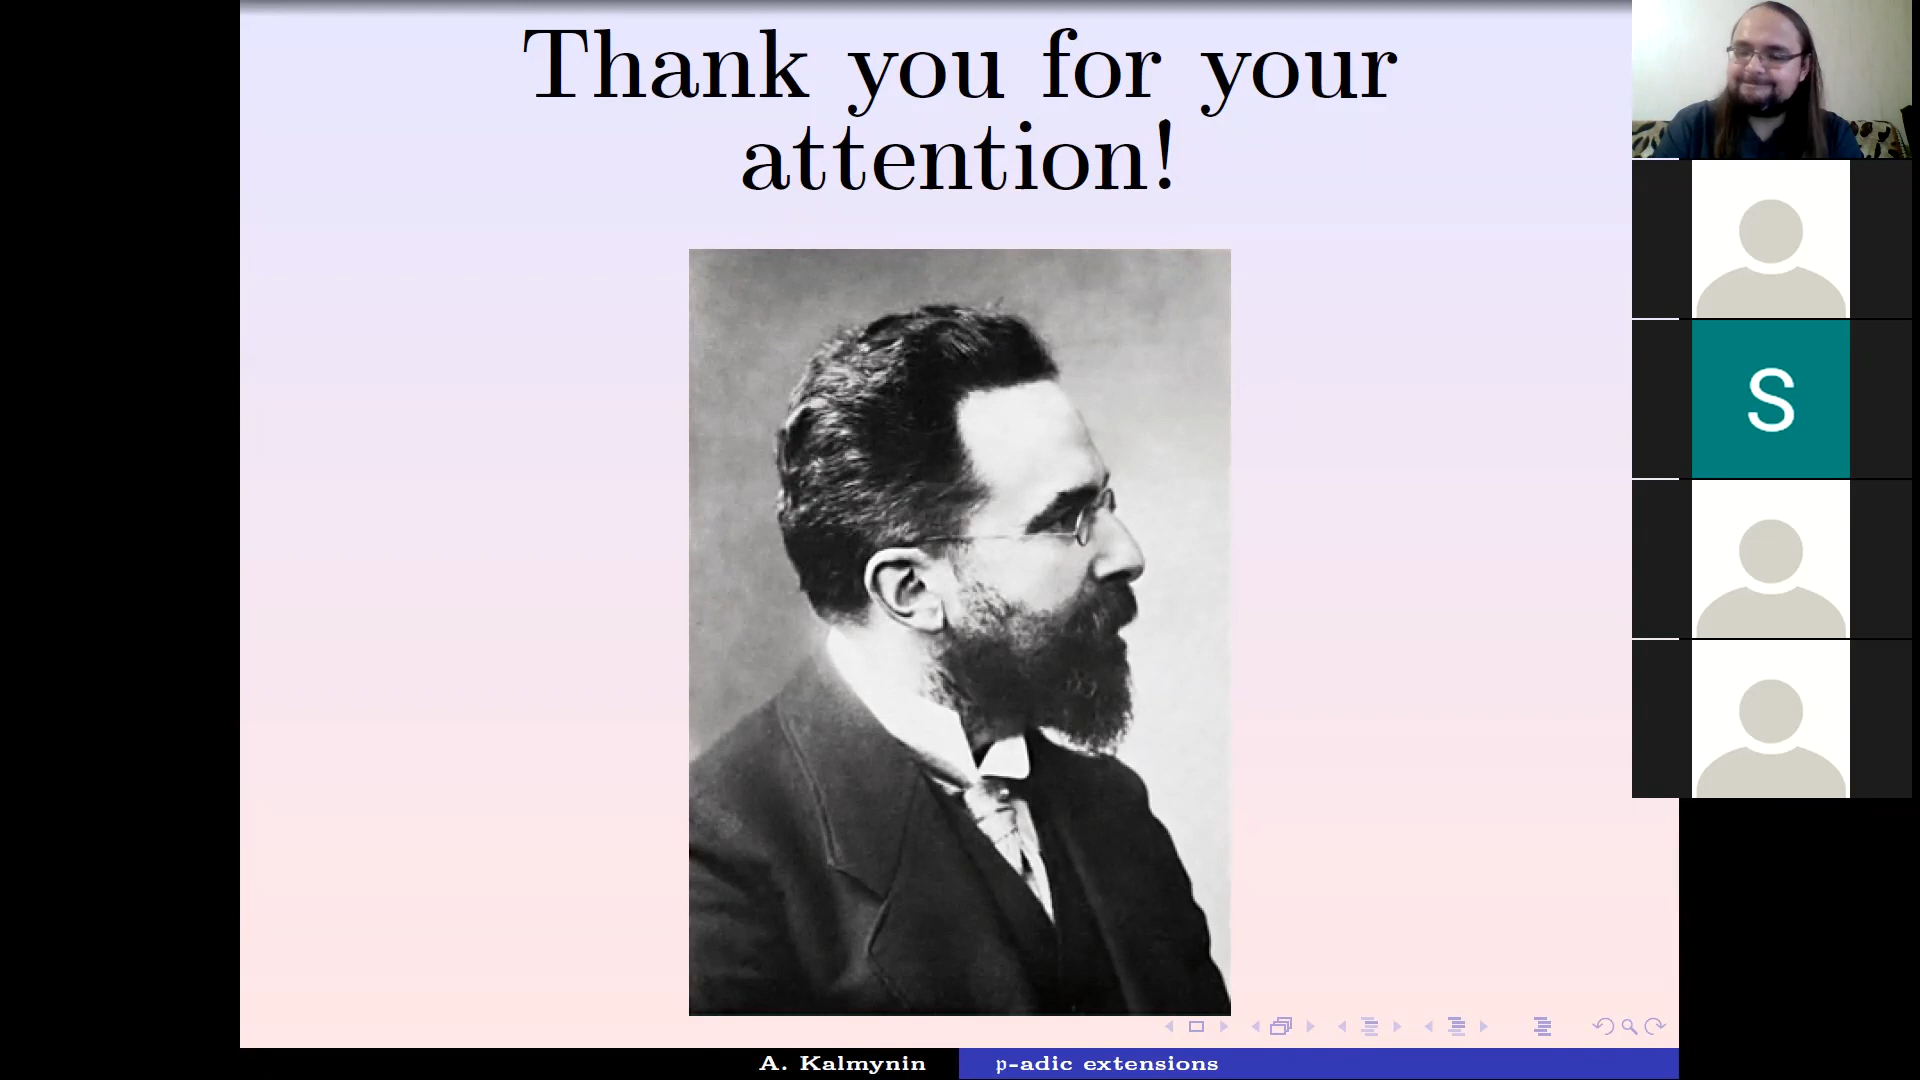 Thank you for your
attention!
S
A. Kalmynin
p-adic extensions